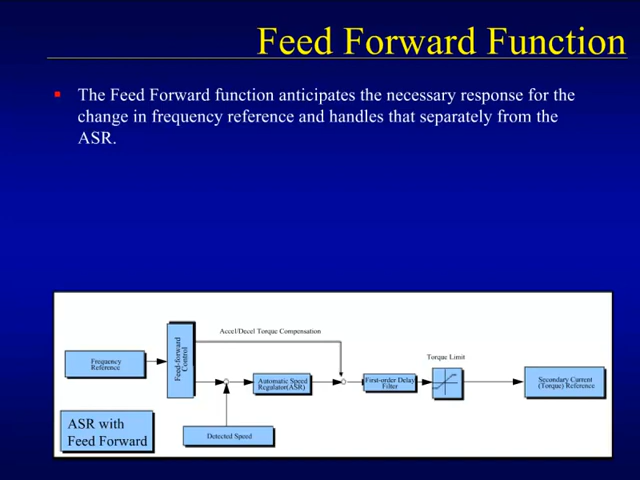 Feed Forward Function
The Feed Forward function anticipates the necessary response for the
change in frequency reference and handles that separately from the
ASR.
Accel/Decel Torque Compensation
Feed-forward
Control
Torque Limit
Frequency
Reference
Automatic Speed
Regulator(ASR)
First-order Delay
Filter
Secondary Current
(Torque) Reference
ASR with
Feed Forward
Detected Speed